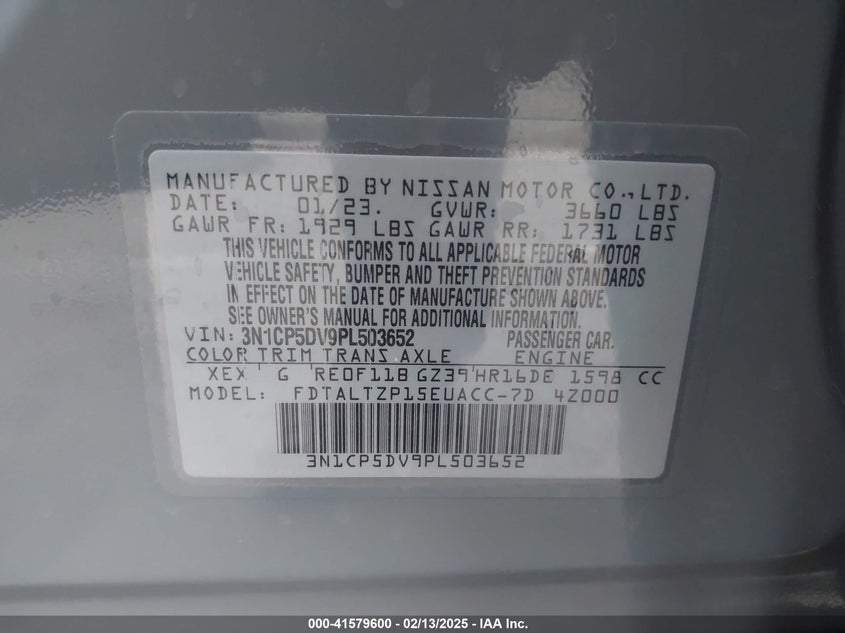 MANUFACTURED BY NISSAN MOTOR CO., LTD.
DATE: 01/23. GVWR: 3660 LBS
GAWR FR: 1929 LBS GAWR RR: 1731 LBS
THIS VEHICLE CONFORMS TO ALL APPLICABLE FEDERAL MOTOR
VEHICLE SAFETY, BUMPER AND THEFT PREVENTION STANDARDS
IN EFFECT ON THE DATE OF MANUFACTURE SHOWN ABOVE.
SEE OWNER'S MANUAL FOR ADDITIONAL INFORMATION.
VIN: 3N1CP5DV9PL503652 PASSENGER CAR.
COLOR TRIM TRANS AXLE ENGINE
XEX G RE0F11B GZ39 HR16DE 1598 CC
MODEL: FDTALTZP15EUACC-7D 4Z000
3N1CP5DV9PL503652
000-41579600 - 02/13/2025 - IAA Inc.